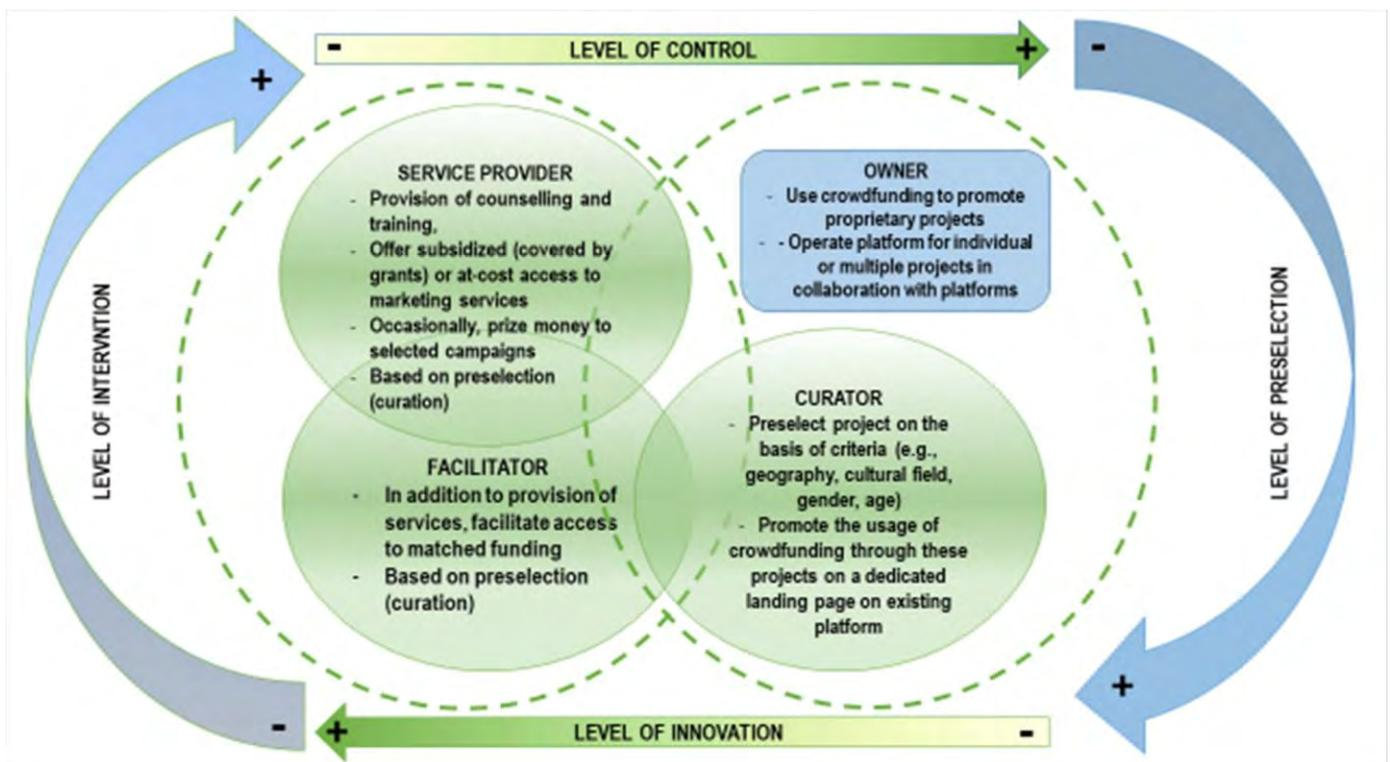 - LEVEL OF CONTROL +
-
+
SERVICE PROVIDER
- Provision of counselling and
training,
- Offer subsidized (covered by
grants) or at-cost access to
marketing services
- Occasionally, prize money to
selected campaigns
- Based on preselection
(curation)
OWNER
- Use crowdfunding to promote
proprietary projects
- - Operate platform for individual
or multiple projects in
collaboration with platforms
LEVEL OF INTERVNTION
LEVEL OF PRESELECTION
FACILITATOR
- In addition to provision of
services, facilitate access
to matched funding
- Based on preselection
(curation)
CURATOR
- Preselect project on the
basis of criteria (e.g.,
geography, cultural field,
gender, age)
- Promote the usage of
crowdfunding through these
projects on a dedicated
landing page on existing
platform
+
-
+ LEVEL OF INNOVATION -